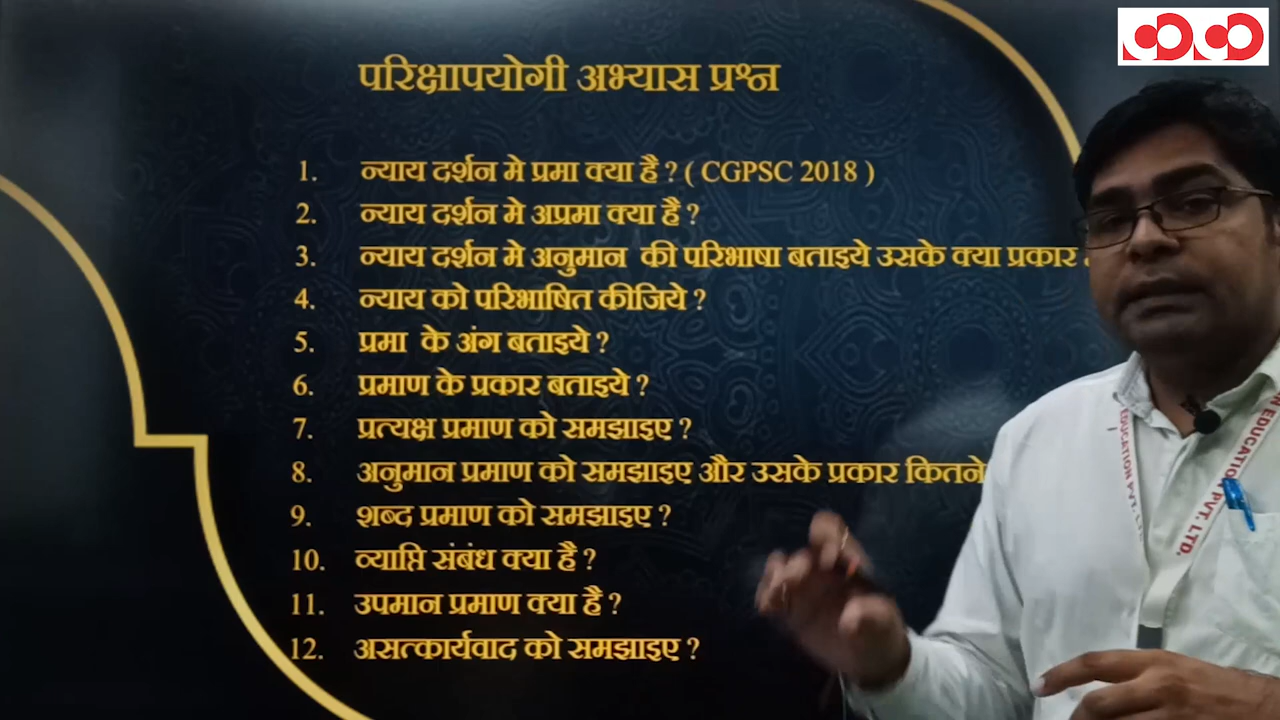 परिक्षापयोगी अभ्यास प्रश्न
1. न्याय दर्शन मे प्रमा क्या है ? ( CGPSC 2018 )
2. न्याय दर्शन मे अप्रमा क्या है ?
3. न्याय दर्शन मे अनुमान की परिभाषा बताइये उसके क्या प्रकार
4. न्याय को परिभाषित कीजिये ?
5. प्रमा के अंग बताइये ?
6. प्रमाण के प्रकार बताइये ?
7. प्रत्यक्ष प्रमाण को समझाइए ?
8. अनुमान प्रमाण को समझाइए और उसके प्रकार कितने
9. शब्द प्रमाण को समझाइए ?
10. व्याप्ति संबंध क्या है ?
11. उपमान प्रमाण क्या है ?
12. असत्कार्यवाद को समझाइए ?
EDUCATION PVT. LTD.